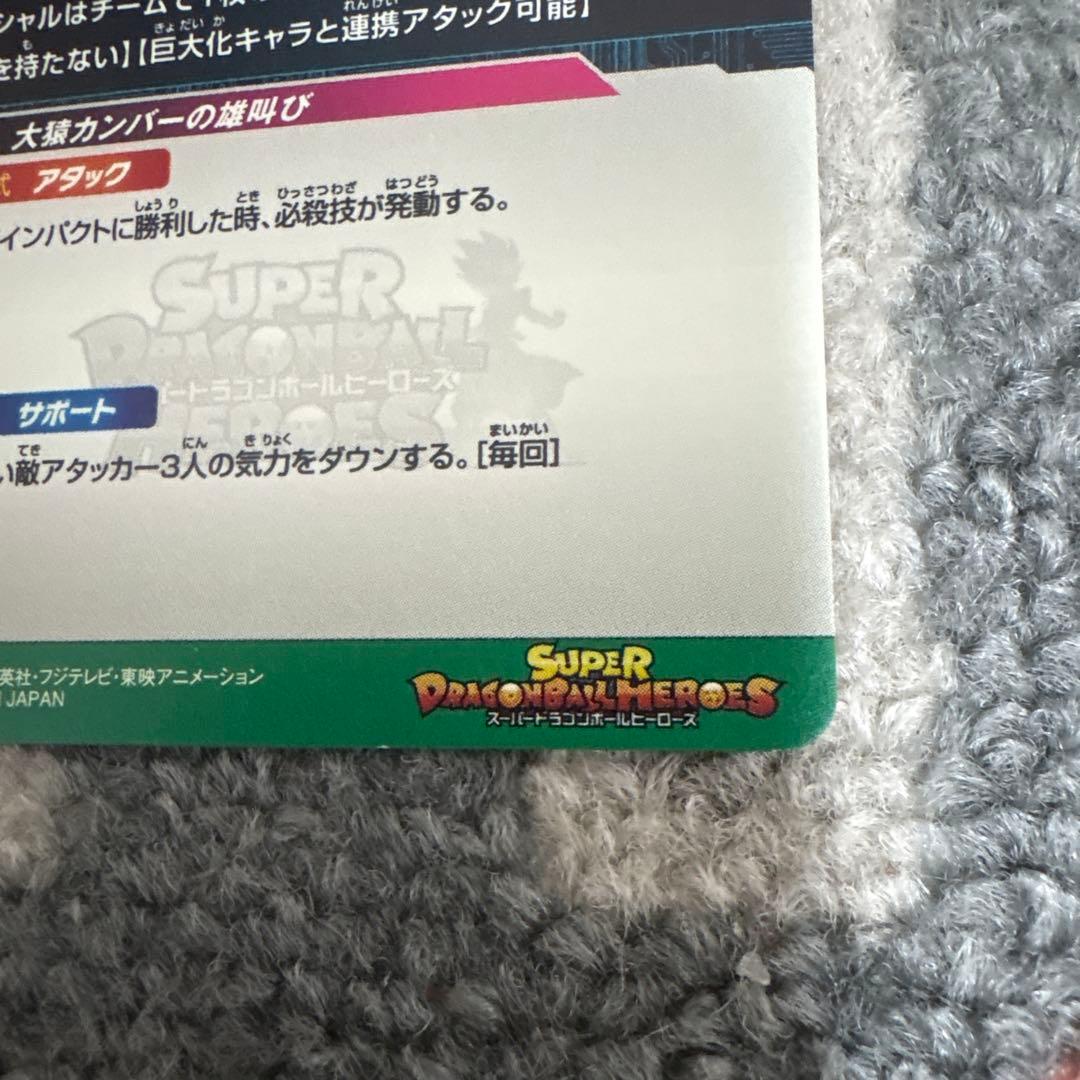 シャルはチームで1枚
を持たない】【巨大化キャラと連携アタック可能】
大猿カンバーの雄叫び
アタック
インパクトに勝利した時、必殺技が発動する。
SUPER
DRAGONBALL
ードラゴンボールヒーローズ
HEROES
サポート
い敵アタッカー3人の気力をダウンする。[毎回]
英社・フジテレビ・東映アニメーション
JAPAN
SUPER
DRAGONBALL HEROES
スーパードラゴンボールヒーローズ